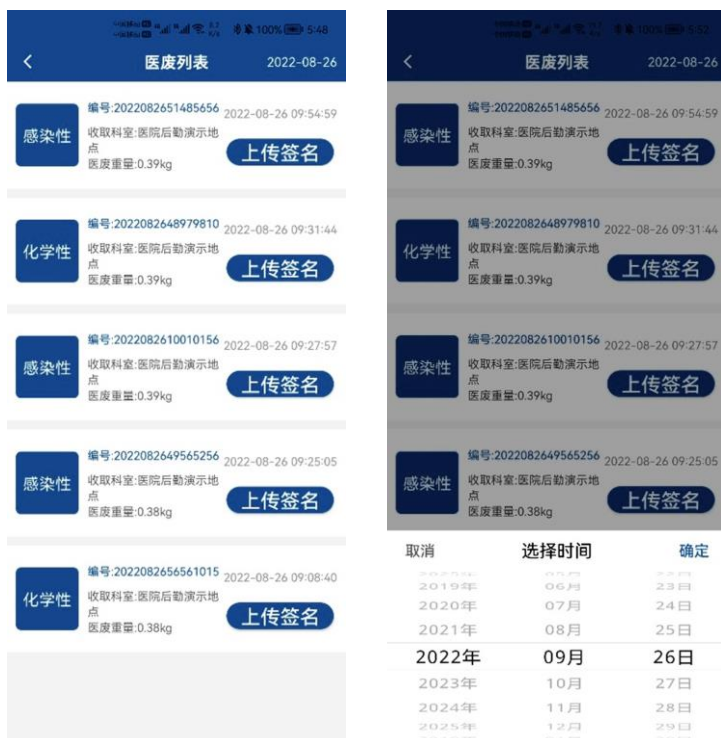 100% 5:48
医废列表
2022-08-26
感染性
编号:2022082651485656
2022-08-26 09:54:59
收取科室:医院后勤演示地
点
医废重量:0.39kg
上传签名
化学性
编号:2022082648979810
2022-08-26 09:31:44
收取科室:医院后勤演示地
点
医废重量:0.39kg
上传签名
感染性
编号:2022082610010156
2022-08-26 09:27:57
收取科室:医院后勤演示地
点
医废重量:0.39kg
上传签名
感染性
编号:2022082649565256
2022-08-26 09:25:05
收取科室:医院后勤演示地
点
医废重量:0.38kg
上传签名
化学性
编号:2022082656561015
2022-08-26 09:08:40
收取科室:医院后勤演示地
点
医废重量:0.38kg
上传签名
100% 5:52
医废列表
2022-08-26
感染性
编号:2022082651485656
2022-08-26 09:54:59
收取科室:医院后勤演示地
点
医废重量:0.39kg
上传签名
化学性
编号:2022082648979810
2022-08-26 09:31:44
收取科室:医院后勤演示地
点
医废重量:0.39kg
上传签名
感染性
编号:2022082610010156
2022-08-26 09:27:57
收取科室:医院后勤演示地
点
医废重量:0.39kg
上传签名
感染性
编号:2022082649565256
2022-08-26 09:25:05
收取科室:医院后勤演示地
点
医废重量:0.38kg
上传签名
取消 选择时间 确定
2019年 06月 23日
2020年 07月 24日
2021年 08月 25日
2022年 09月 26日
2023年 10月 27日
2024年 11月 28日
2025年 12月 29日